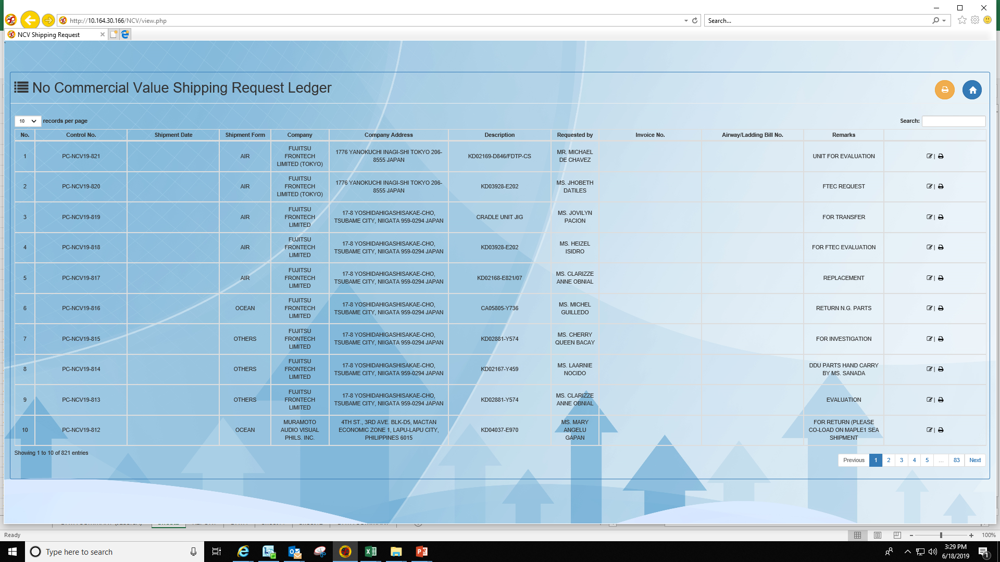 http://10.164.30.166/NCV/view.php
Search...
NCV Shipping Request
No Commercial Value Shipping Request Ledger
10 records per page
Search:
No. Control No. Shipment Date Shipment Form Company Company Address Description Requested by Invoice No. Airway/Ladding Bill No. Remarks
1 PC-NCV19-821 AIR FUJITSU FRONTECH LIMITED (TOKYO) 1776 YANOKUCHI INAGI-SHI TOKYO 206-8555 JAPAN KD02169-D846/FDTP-CS MR. MICHAEL DE CHAVEZ UNIT FOR EVALUATION |
2 PC-NCV19-820 AIR FUJITSU FRONTECH LIMITED (TOKYO) 1776 YANOKUCHI INAGI-SHI TOKYO 206-8555 JAPAN KD03928-E202 MS. JHOBETH DATILES FTEC REQUEST |
3 PC-NCV19-819 AIR FUJITSU FRONTECH LIMITED 17-8 YOSHIDAHIGASHISAKAE-CHO, TSUBAME CITY, NIIGATA 959-0294 JAPAN CRADLE UNIT JIG MS. JOVILYN PACION FOR TRANSFER |
4 PC-NCV19-818 AIR FUJITSU FRONTECH LIMITED 17-8 YOSHIDAHIGASHISAKAE-CHO, TSUBAME CITY, NIIGATA 959-0294 JAPAN KD03928-E202 MS. HEIZEL ISIDRO FOR FTEC EVALUATION |
5 PC-NCV19-817 AIR FUJITSU FRONTECH LIMITED 17-8 YOSHIDAHIGASHISAKAE-CHO, TSUBAME CITY, NIIGATA 959-0294 JAPAN KD02168-E821/07 MS. CLARIZZE ANNE OBNIAL REPLACEMENT |
6 PC-NCV19-816 OCEAN FUJITSU FRONTECH LIMITED 17-8 YOSHIDAHIGASHISAKAE-CHO, TSUBAME CITY, NIIGATA 959-0294 JAPAN CA05805-Y736 MS. MICHEL GUILLEDO RETURN N.G. PARTS |
7 PC-NCV19-815 OTHERS FUJITSU FRONTECH LIMITED 17-8 YOSHIDAHIGASHISAKAE-CHO, TSUBAME CITY, NIIGATA 959-0294 JAPAN KD02881-Y574 MS. CHERRY QUEEN BACAY FOR INVESTIGATION |
8 PC-NCV19-814 OTHERS FUJITSU FRONTECH LIMITED 17-8 YOSHIDAHIGASHISAKAE-CHO, TSUBAME CITY, NIIGATA 959-0294 JAPAN KD02167-Y459 MS. LAARNIE NOCIDO DDU PARTS HAND CARRY BY MS. SANADA |
9 PC-NCV19-813 OTHERS FUJITSU FRONTECH LIMITED 17-8 YOSHIDAHIGASHISAKAE-CHO, TSUBAME CITY, NIIGATA 959-0294 JAPAN KD02881-Y574 MS. CLARIZZE ANNE OBNIAL EVALUATION |
10 PC-NCV19-812 OCEAN MURAMOTO AUDIO VISUAL PHILS. INC. 4TH ST., 3RD AVE. BLK-D5, MACTAN ECONOMIC ZONE 1, LAPU-LAPU CITY, PHILIPPINES 6015 KD04037-E970 MS. MARY ANGELU GAPAN FOR RETURN (PLEASE CO-LOAD ON MAPLE1 SEA SHIPMENT |
Showing 1 to 10 of 821 entries
Previous 1 2 3 4 5 ... 83 Next
Ready
100%
Type here to search
3:29 PM
6/18/2019
1